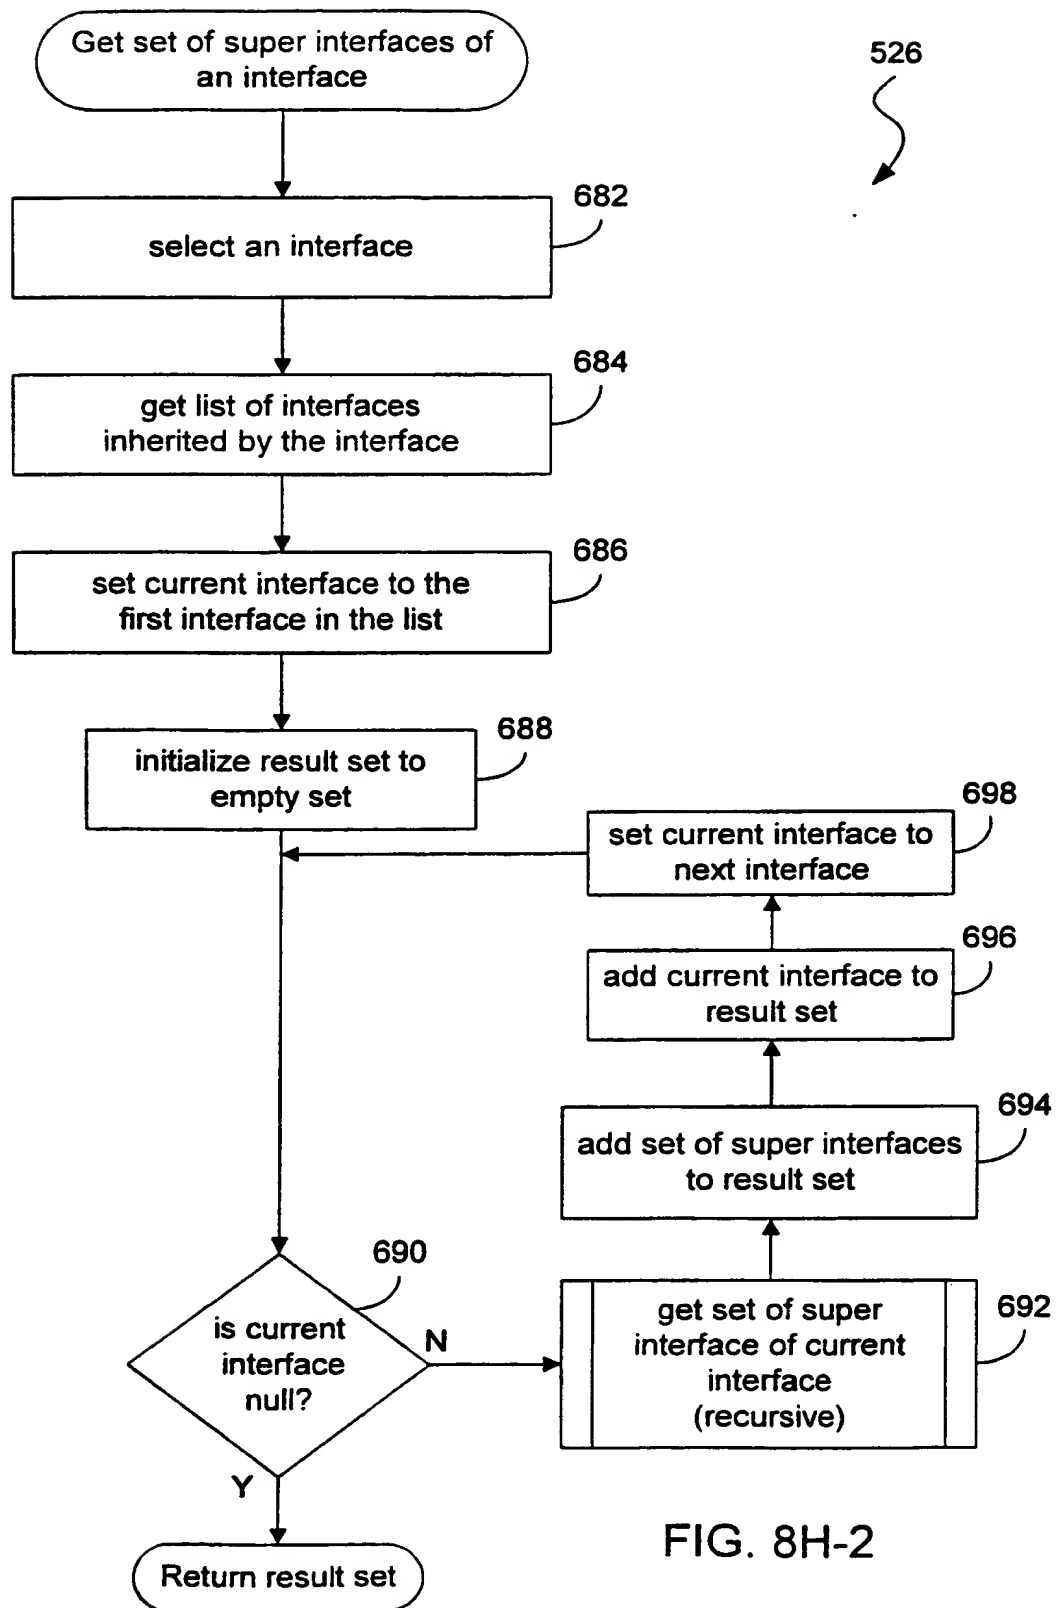 Get set of super interfaces of
an interface
526
682
select an interface
684
get list of interfaces
inherited by the interface
686
set current interface to the
first interface in the list
688
initialize result set to
empty set
698
set current interface to
next interface
696
add current interface to
result set
694
add set of super interfaces
to result set
690
is current
interface
null?
N
692
get set of super
interface of current
interface
(recursive)
Y
Return result set
FIG. 8H-2